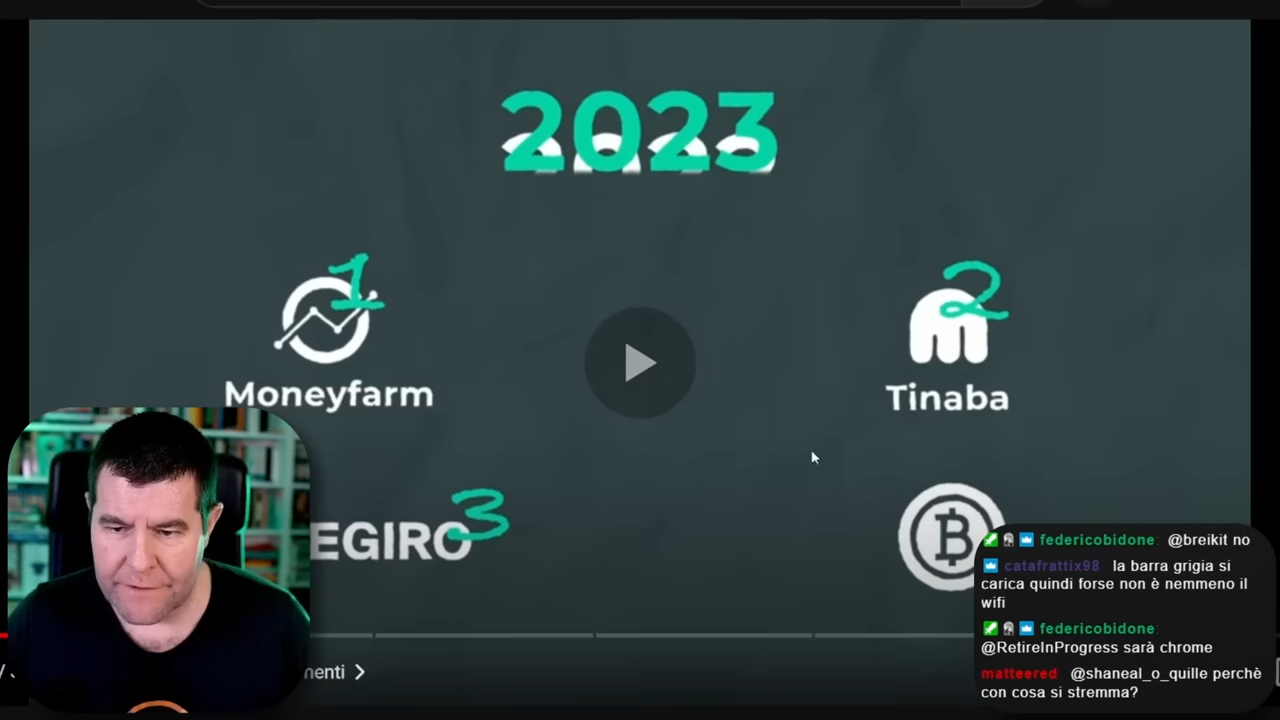 2023
1
2
Moneyfarm
Tinaba
EGIRO
3
federicobidone: @breikit no
catafrattix98 la barra grigia si
carica quindi forse non è nemmeno il
wifi
federicobidone:
@RetireInProgress sarà chrome
matteered @shaneal_o_quille perchè
con cosa si stremma?
menti